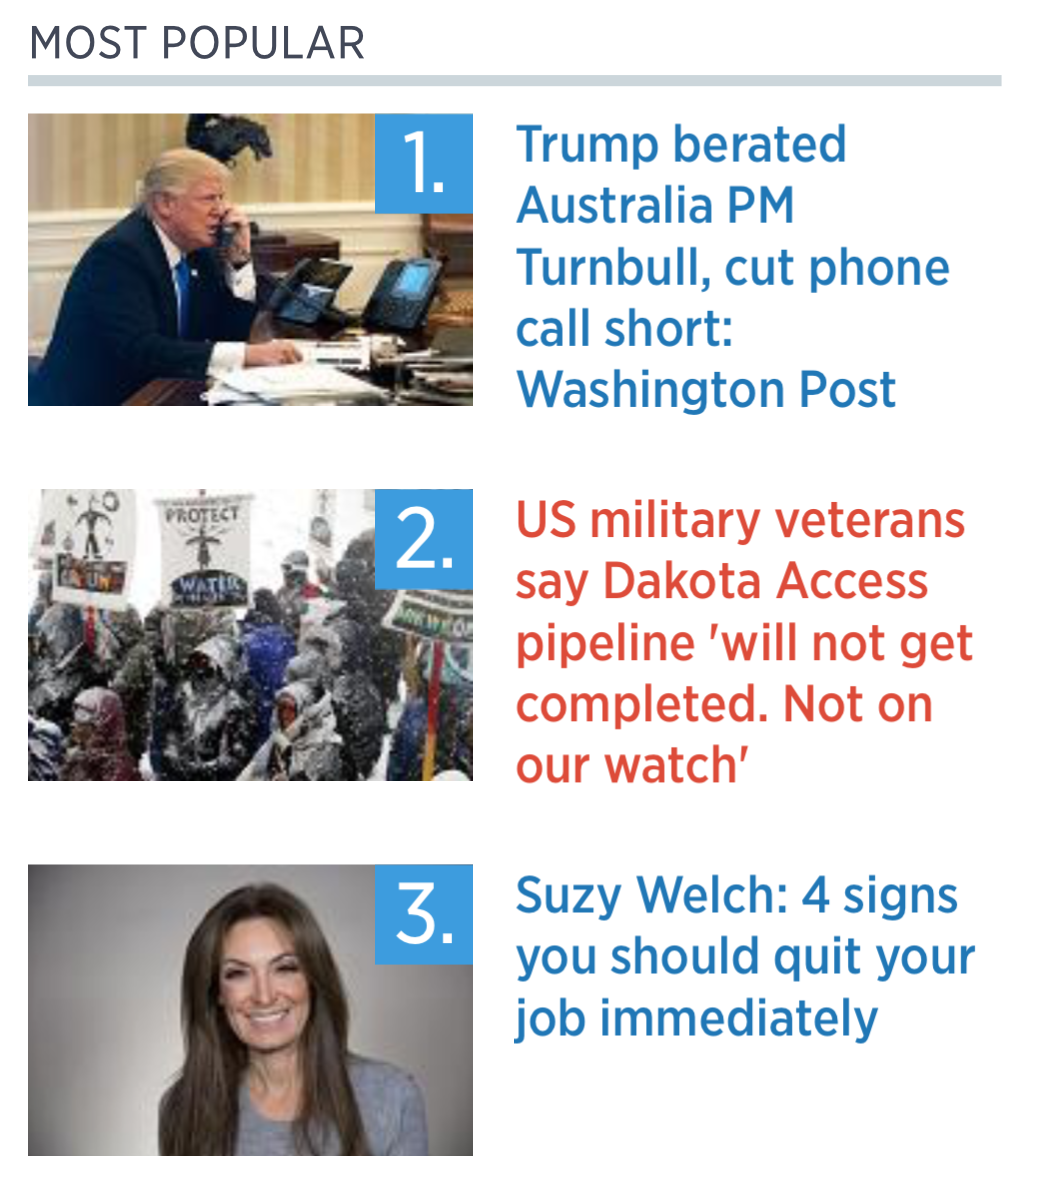 MOST POPULAR
1.
Trump berated
Australia PM
Turnbull, cut phone
call short:
Washington Post
PROTECT
WATER
2.
US military veterans
say Dakota Access
pipeline 'will not get
completed. Not on
our watch'
3.
Suzy Welch: 4 signs
you should quit your
job immediately